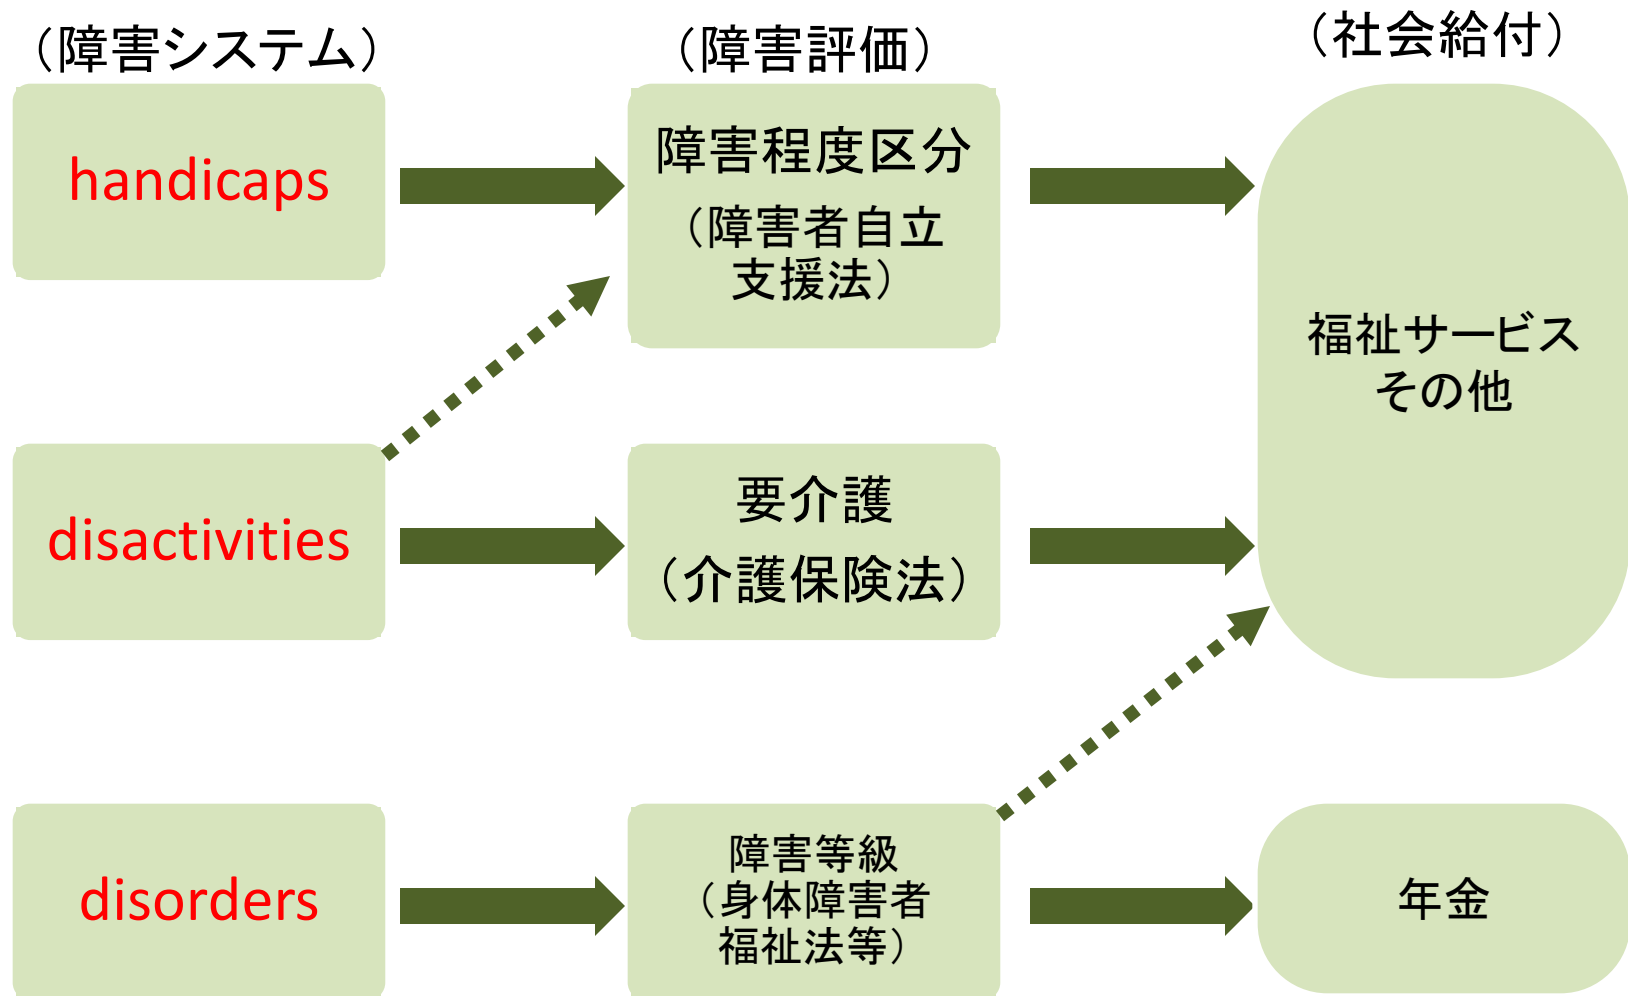 （障害システム）
（障害評価）
（社会給付）
handicaps
障害程度区分
（障害者自立
支援法）
福祉サービス
その他
disactivities
要介護
（介護保険法）
disorders
障害等級
（身体障害者
福祉法等）
年金